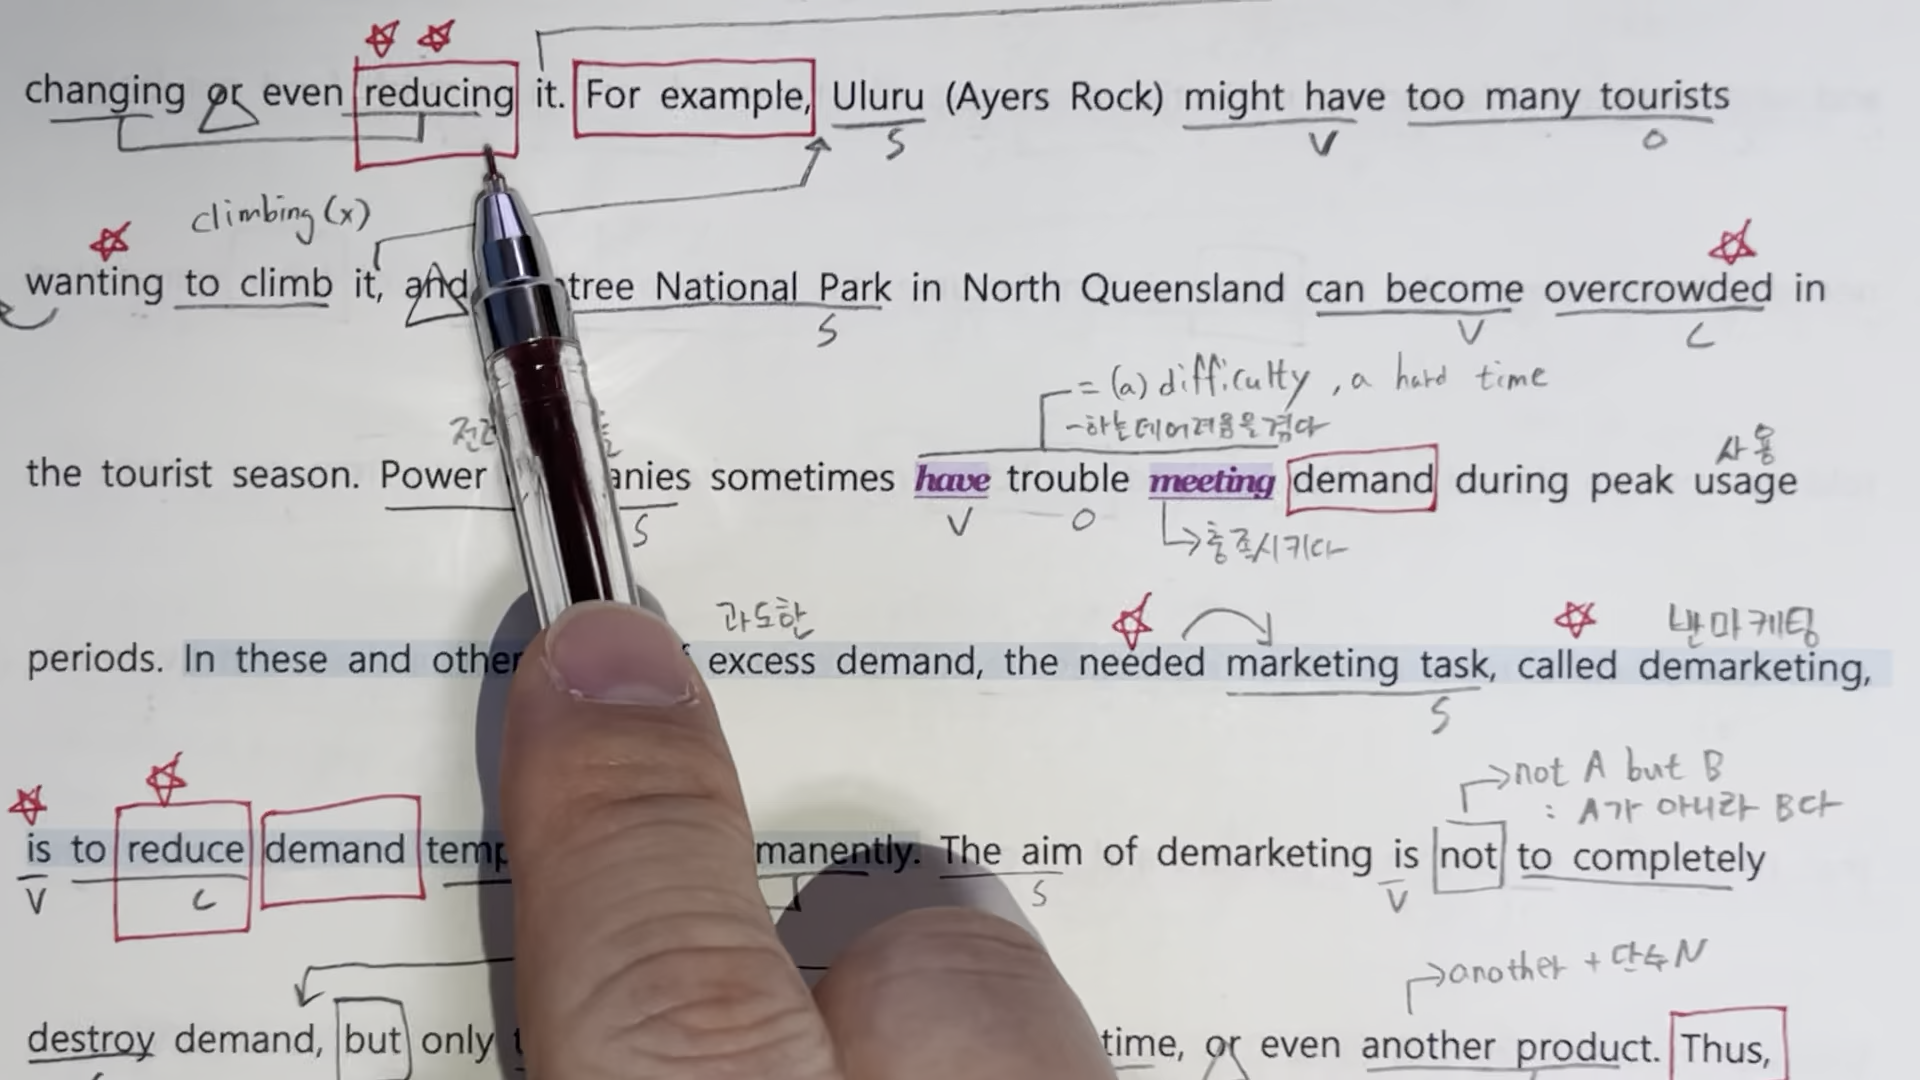 changing or even reducing it. For example, Uluru (Ayers Rock) might have too many tourists
S V O
climbing (x)
wanting to climb it, and tree National Park in North Queensland can become overcrowded in
S V C
= (a) difficulty, a hard time
-하는데 어려움을 겪다
사용
the tourist season. Power anies sometimes have trouble meeting demand during peak usage
S V O
충족시키다
과도한 반마케팅
periods. In these and other excess demand, the needed marketing task, called demarketing,
S
not A but B
: A가 아니라 B다
is to reduce demand temp manently. The aim of demarketing is not to completely
V C S V
another + 단수 N
destroy demand, but only time, or even another product. Thus,